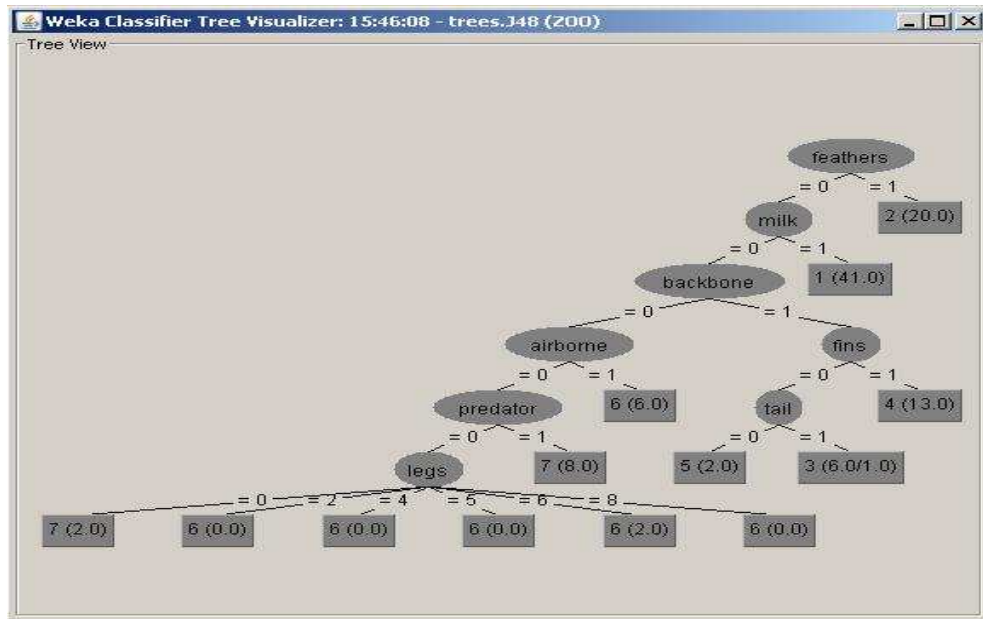 Weka Classifier Tree Visualizer: 15:46:08 - trees.J48 (ZOO)
Tree View
feathers
= 0 = 1
milk 2 (20.0)
= 0 = 1
backbone 1 (41.0)
= 0 = 1
airborne fins
= 0 = 1 = 0 = 1
predator 6 (6.0) tail 4 (13.0)
= 0 = 1 = 0 = 1
legs 7 (8.0) 5 (2.0) 3 (6.0/1.0)
= 0 = 2 = 4 = 5 = 6 = 8
7 (2.0) 6 (0.0) 6 (0.0) 6 (0.0) 6 (2.0) 6 (0.0)